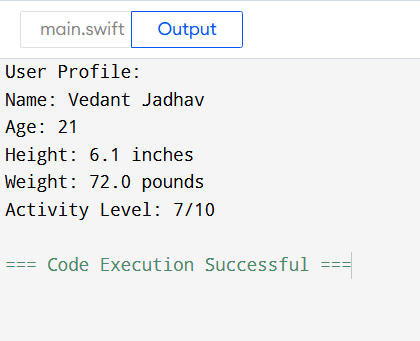 main.swift Output
User Profile:
Name: Vedant Jadhav
Age: 21
Height: 6.1 inches
Weight: 72.0 pounds
Activity Level: 7/10
=== Code Execution Successful ===